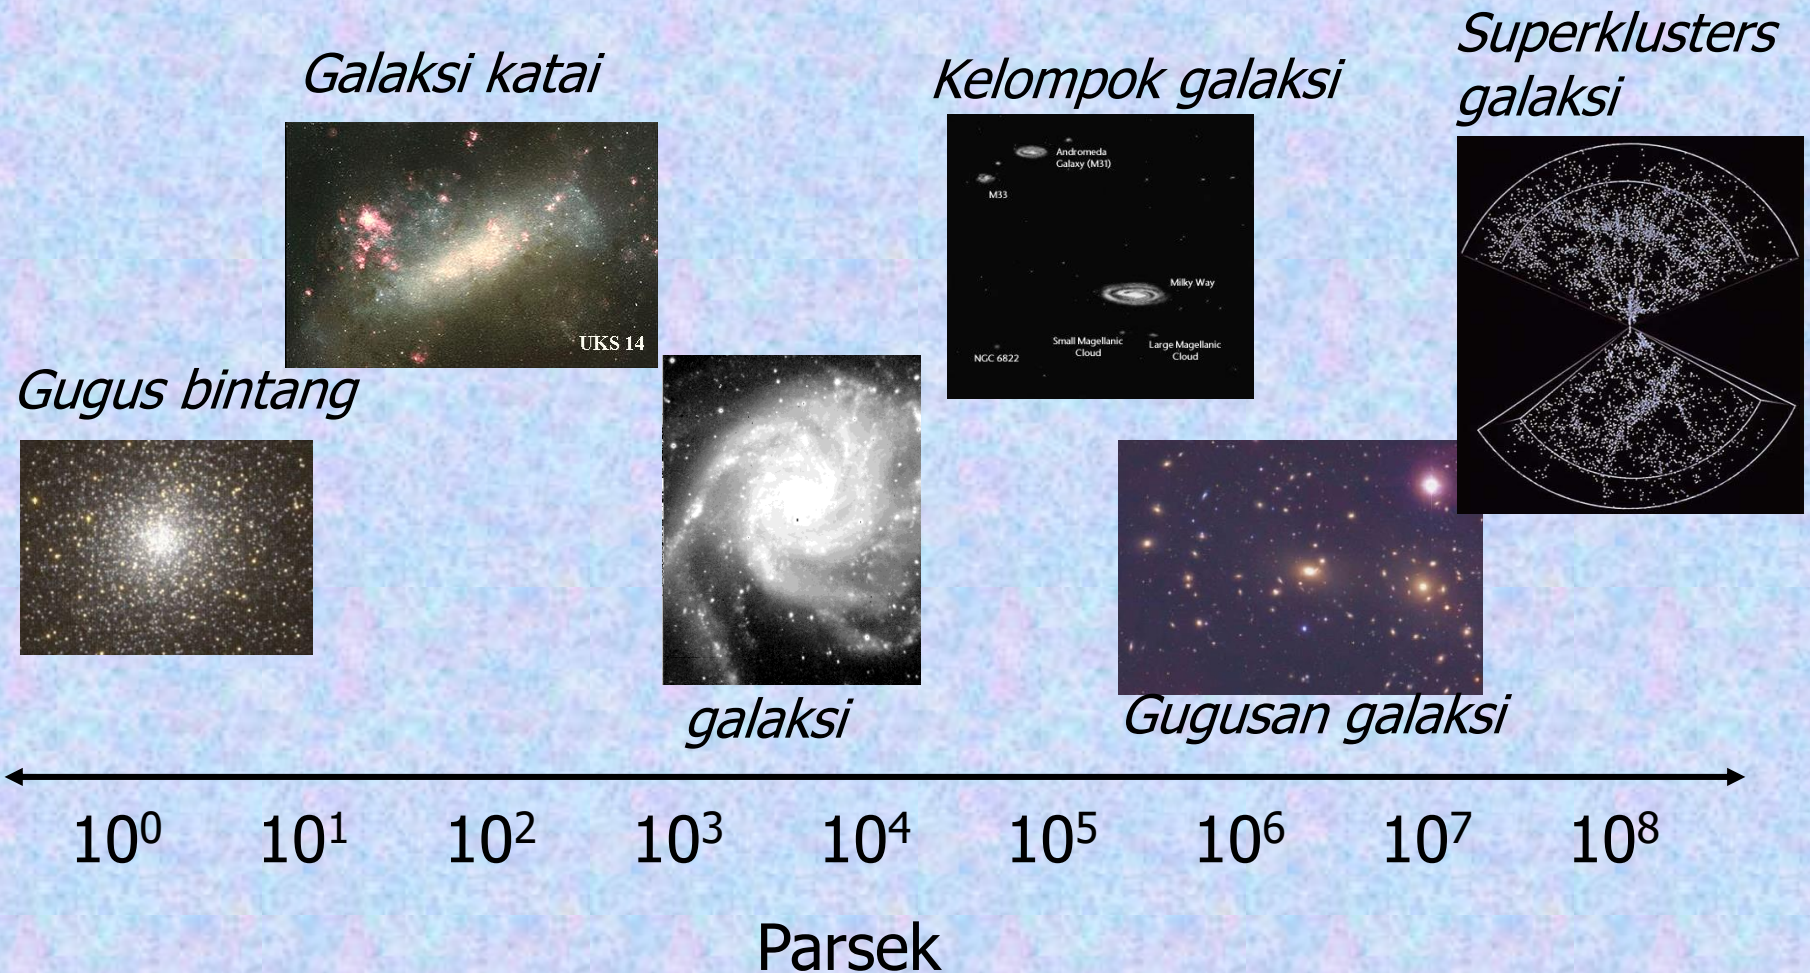 Superklusters
galaksi
Galaksi katai
Kelompok galaksi
Andromeda
Galaxy (M31)
M33
Milky Way
Small Magellanic
Cloud
Large Magellanic
Cloud
NGC 6822
UKS 14
Gugus bintang
galaksi
Gugusan galaksi
10⁰ 10¹ 10² 10³ 10⁴ 10⁵ 10⁶ 10⁷ 10⁸
Parsek